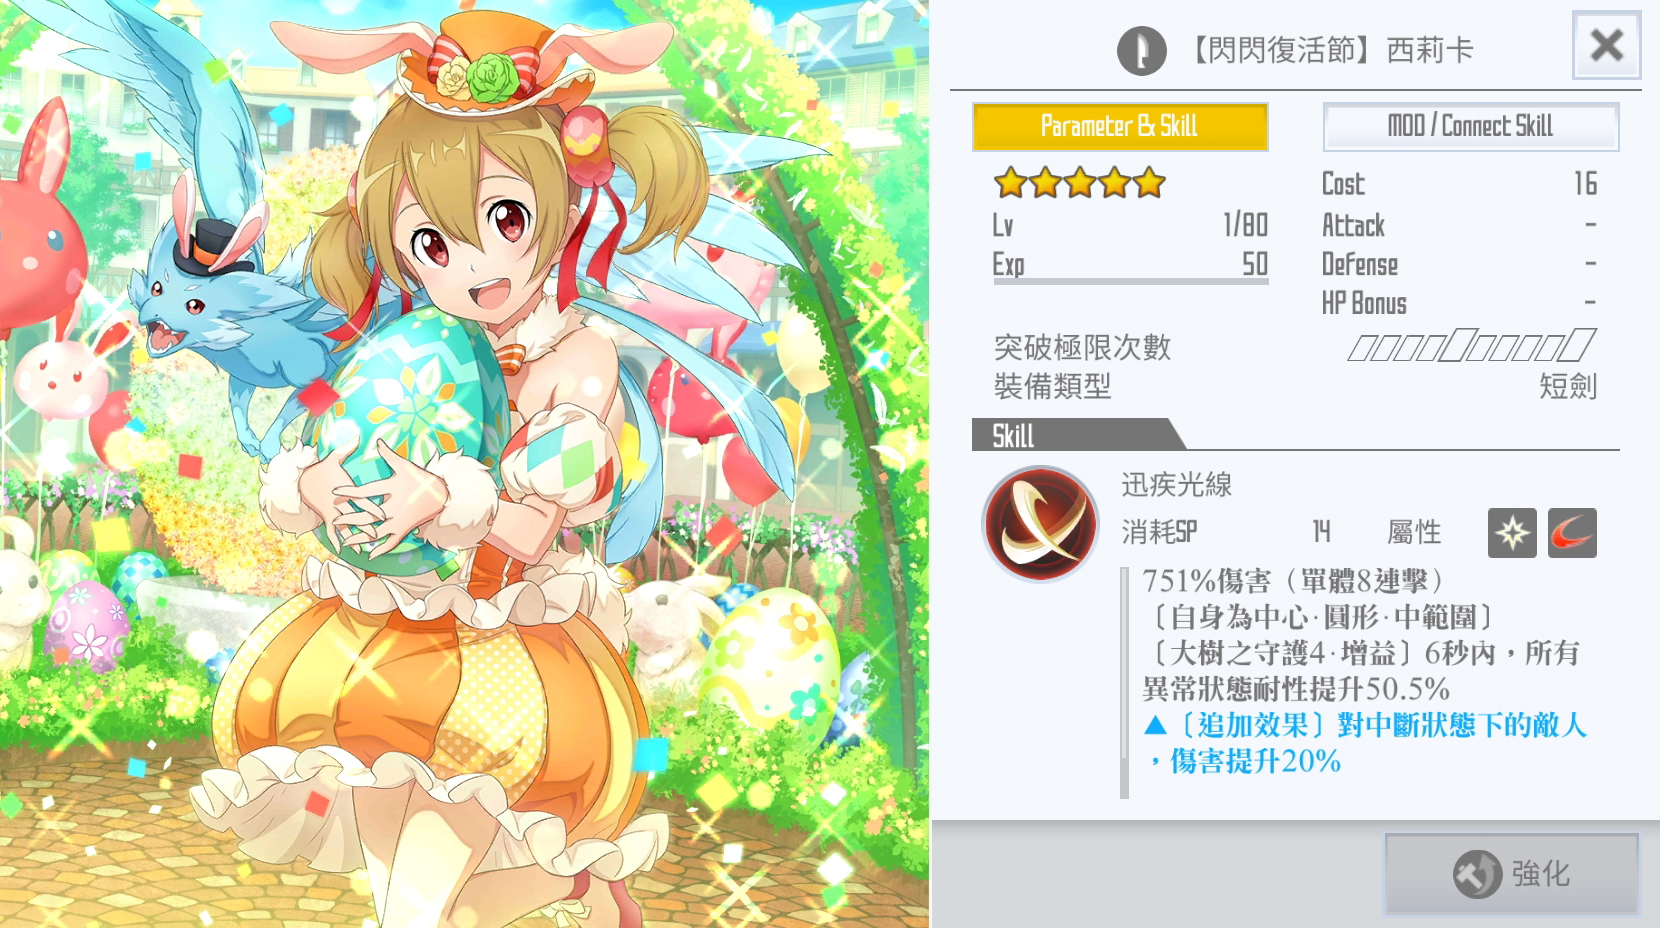 【閃閃復活節】西莉卡
Parameter & Skill
MOD / Connect Skill
Lv 1/80
Exp 50
Cost 16
Attack -
Defense -
HP Bonus -
突破極限次數
裝備類型 短劍
Skill
迅疾光線
消耗SP 14 屬性
751%傷害（單體8連擊）
〔自身為中心·圓形·中範圍〕
〔大樹之守護4·增益〕6秒內，所有
異常狀態耐性提升50.5%
▲〔追加效果〕對中斷狀態下的敵人
，傷害提升20%
強化